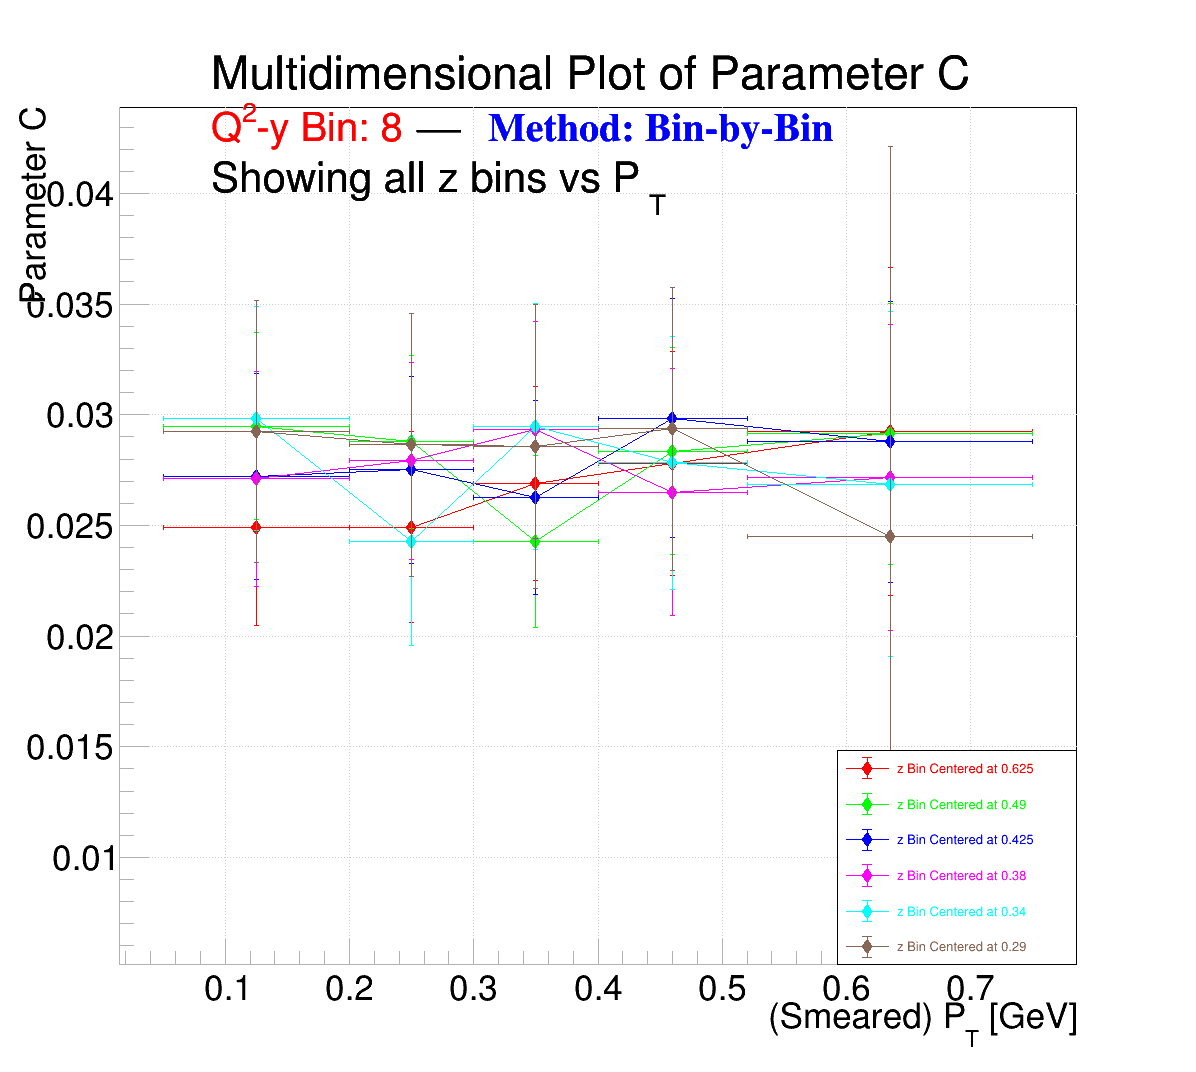 Multidimensional Plot of Parameter C
Q²-y Bin: 8 — Method: Bin-by-Bin
Showing all z bins vs P_T
Parameter C
0.04
0.035
0.03
0.025
0.02
0.015
0.01
z Bin Centered at 0.625
z Bin Centered at 0.49
z Bin Centered at 0.425
z Bin Centered at 0.38
z Bin Centered at 0.34
z Bin Centered at 0.29
0.1 0.2 0.3 0.4 0.5 0.6 0.7
(Smeared) P_T [GeV]